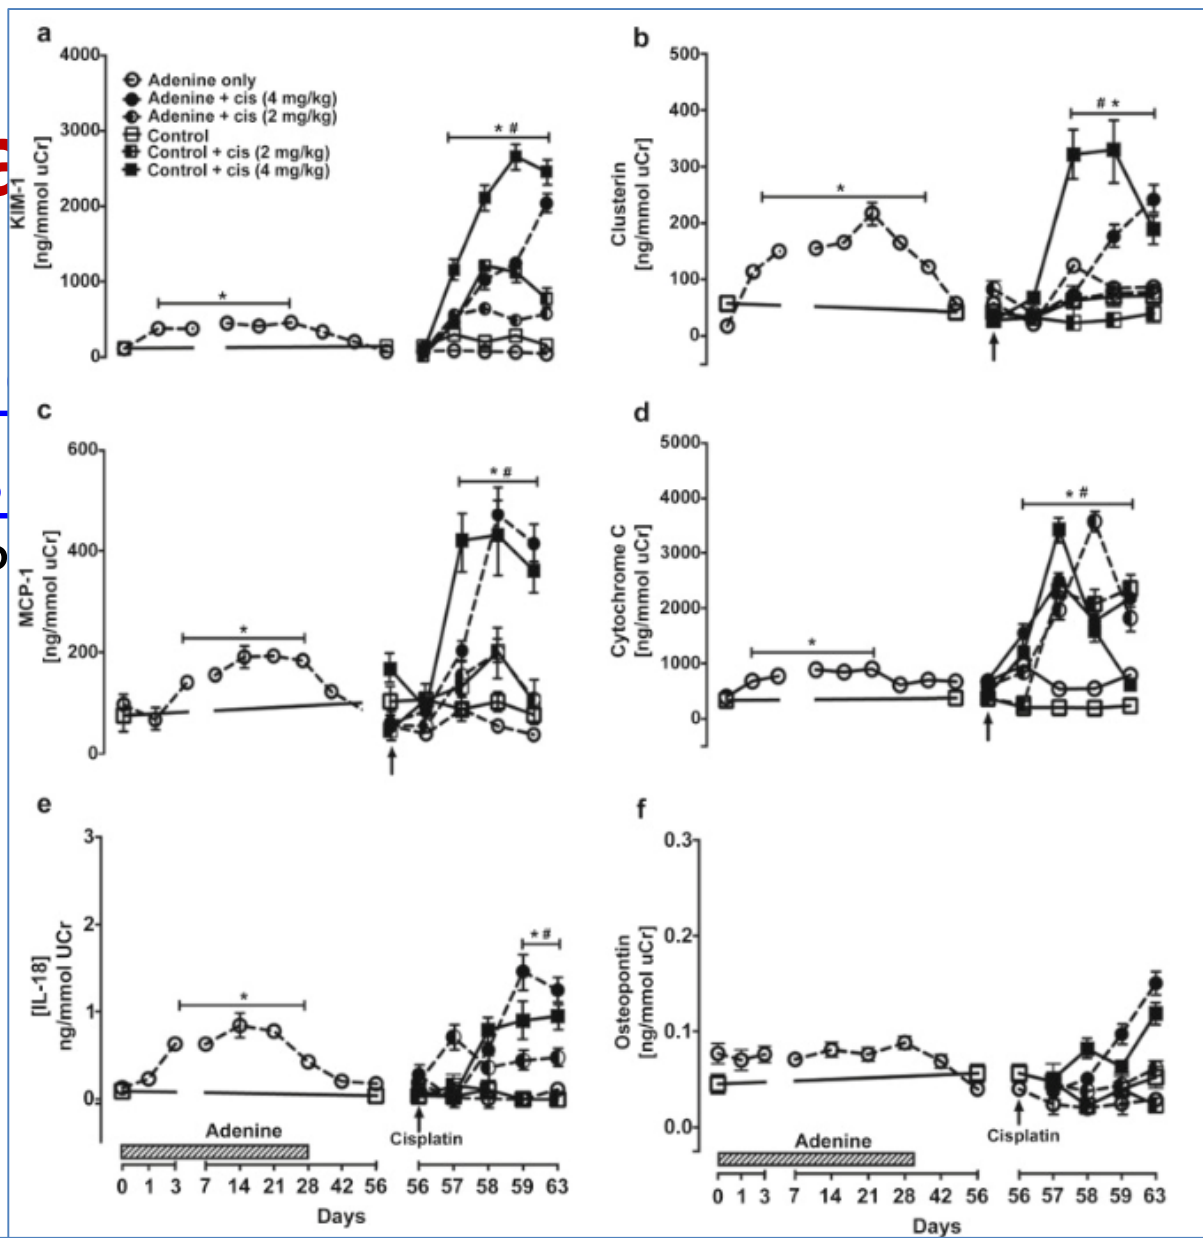 a
4000
3000
2000
1000
0
KIM-1
[ng/mmol uCr]
Adenine only
Adenine + cis (4 mg/kg)
Adenine + cis (2 mg/kg)
Control
Control + cis (2 mg/kg)
Control + cis (4 mg/kg)
*
* #
b
500
400
300
200
100
0
Clusterin
[ng/mmol uCr]
*
# *
c
600
400
200
0
MCP-1
[ng/mmol uCr]
*
* #
d
5000
4000
3000
2000
1000
0
Cytochrome C
[ng/mmol uCr]
*
* #
e
3
2
1
0
[IL-18]
ng/mmol UCr
*
* #
Adenine
Cisplatin
0 1 3 7 14 21 28 42 56 56 57 58 59 63
Days
f
0.3
0.2
0.1
0.0
Osteopontin
[ng/mmol uCr]
Adenine
Cisplatin
0 1 3 7 14 21 28 42 56 56 57 58 59 63
Days